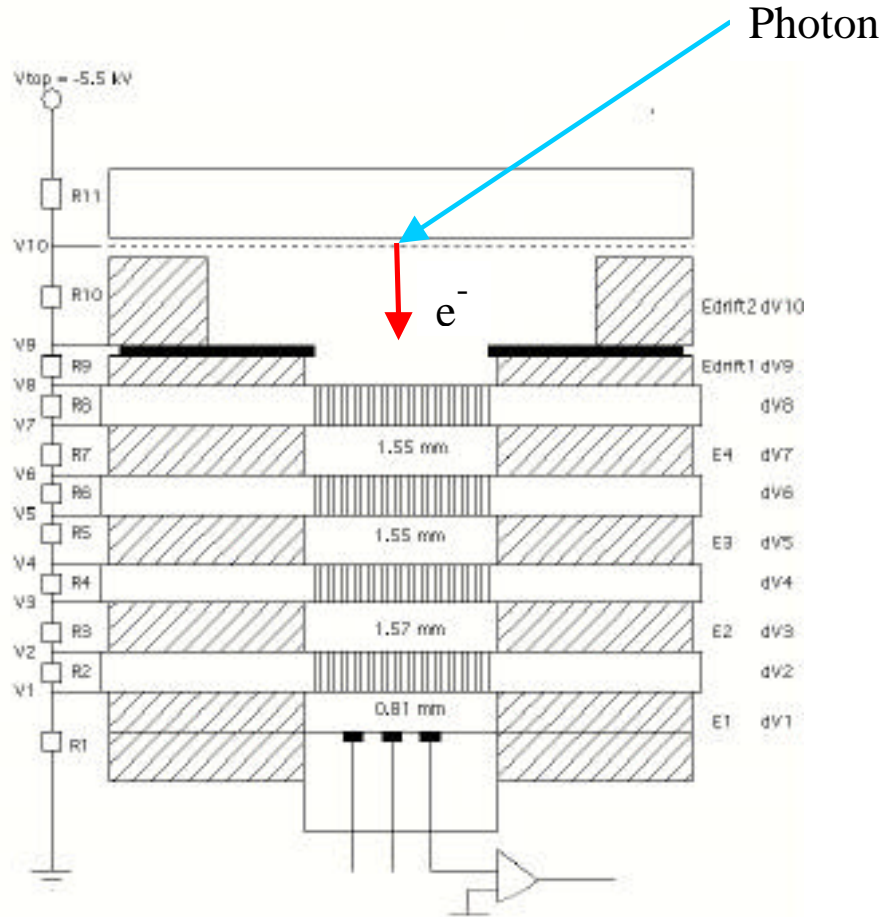 Photon
Vtop = -5.5 kV
R11
V10
R10
e-
Edrift2 dV10
V9
R9
Edrift1 dV9
V8
R8
dV8
V7
R7
1.55 mm
E4 dV7
V6
R6
dV6
V5
R5
1.55 mm
E3 dV5
V4
R4
dV4
V3
R3
1.57 mm
E2 dV3
V2
R2
dV2
V1
0.81 mm
E1 dV1
R1